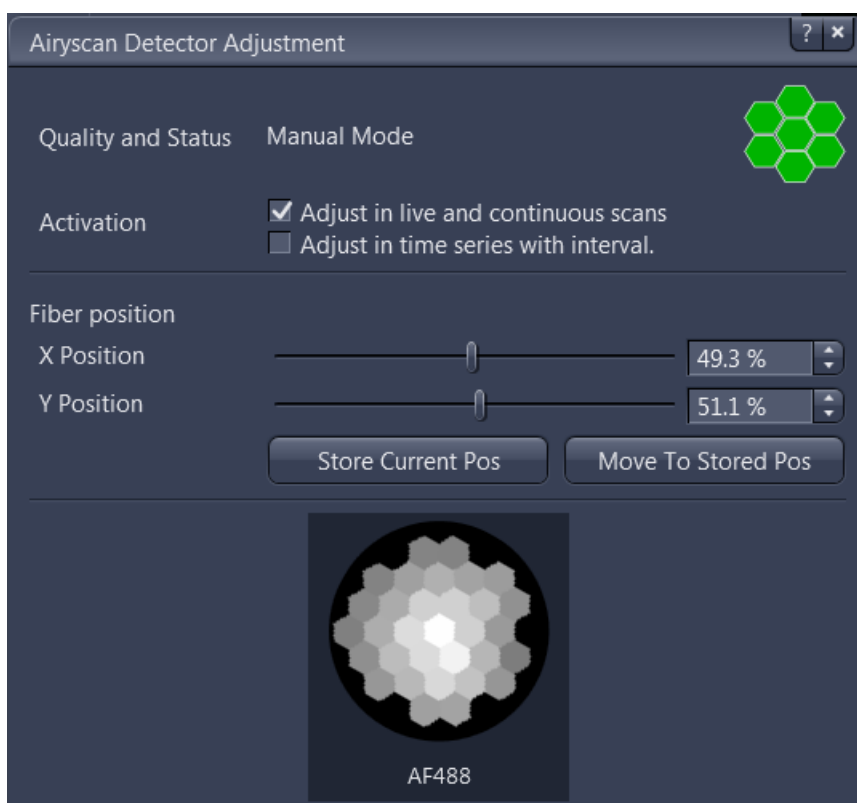 Airyscan Detector Adjustment ? ×
Quality and Status Manual Mode
Activation
Adjust in live and continuous scans
Adjust in time series with interval.
Fiber position
X Position 49.3 %
Y Position 51.1 %
Store Current Pos Move To Stored Pos
AF488